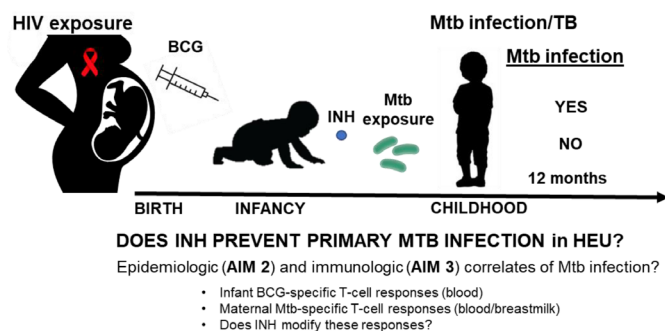 HIV exposure
BCG
INH
Mtb
exposure
Mtb infection/TB
Mtb infection
YES
NO
12 months
BIRTH
INFANCY
CHILDHOOD
DOES INH PREVENT PRIMARY MTB INFECTION in HEU?
Epidemiologic (AIM 2) and immunologic (AIM 3) correlates of Mtb infection?
• Infant BCG-specific T-cell responses (blood)
• Maternal Mtb-specific T-cell responses (blood/breastmilk)
• Does INH modify these responses?